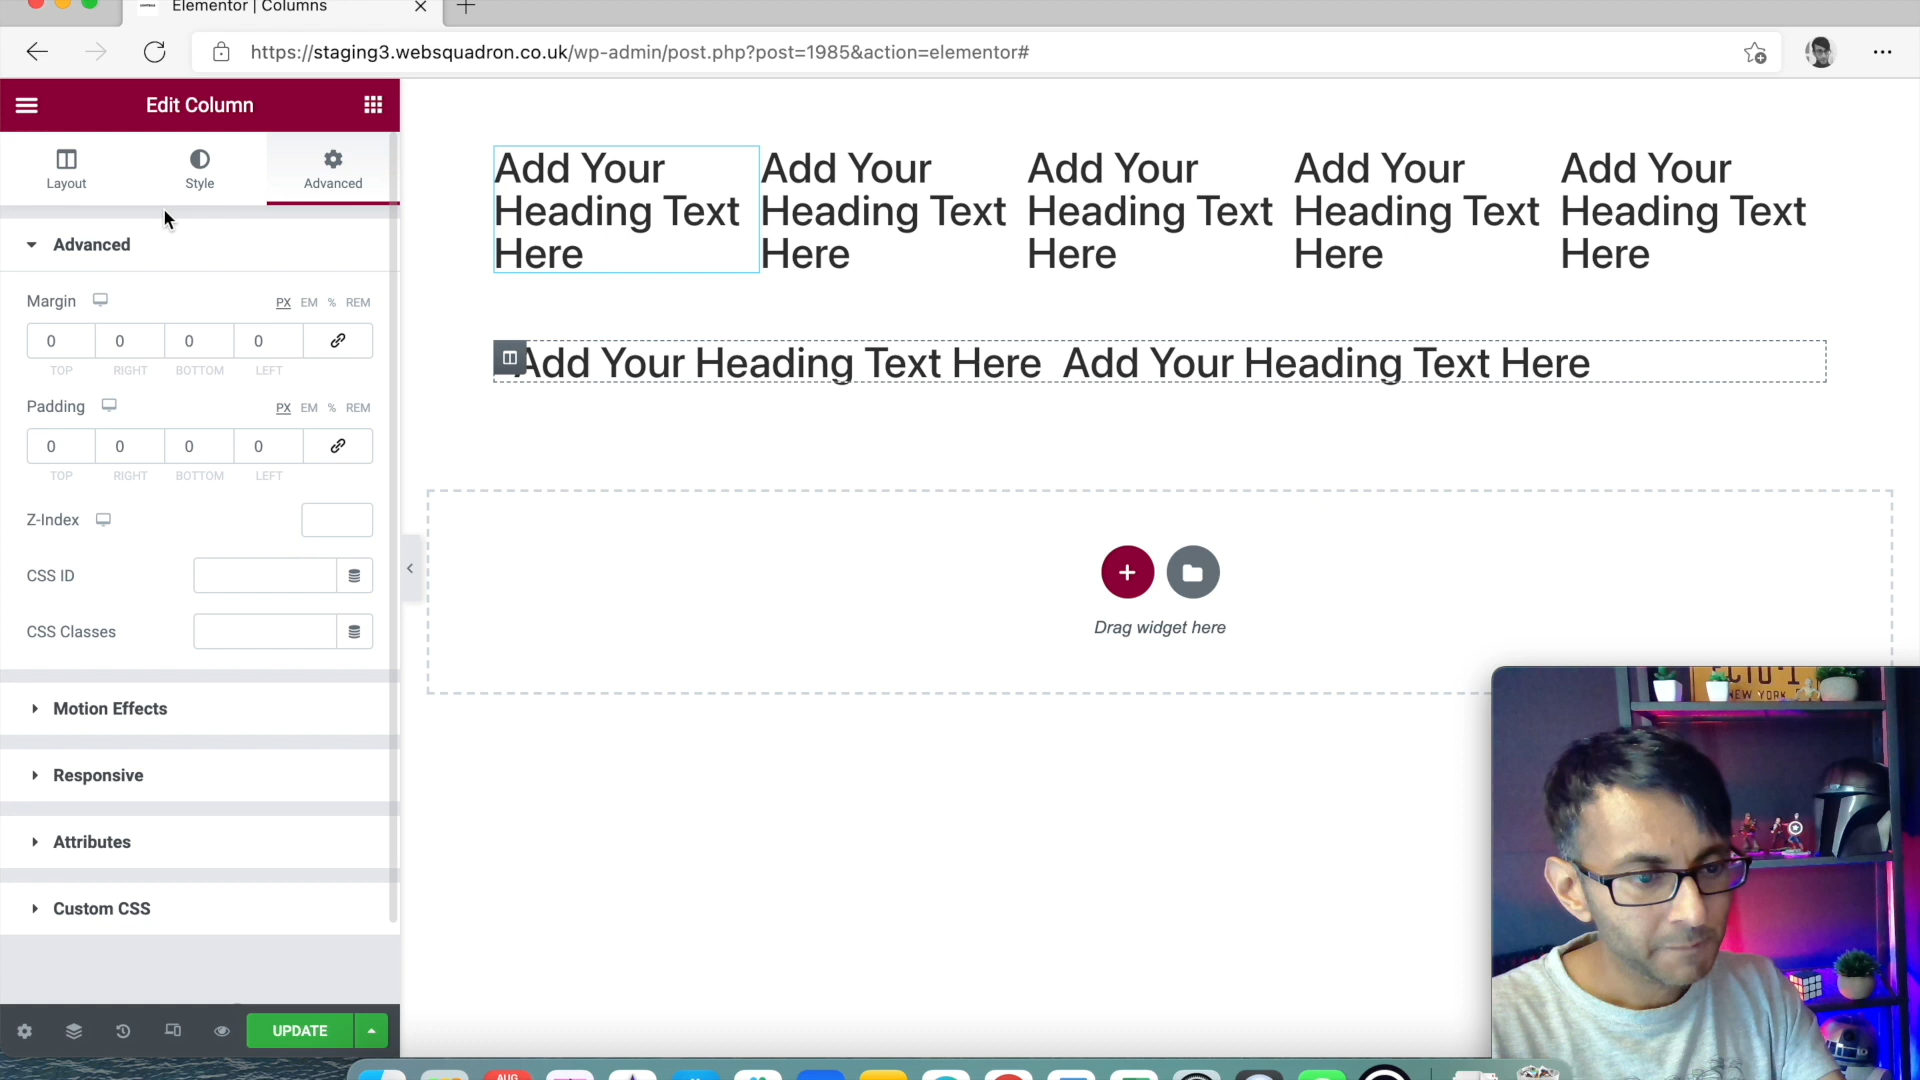 Elementor | Columns
https://staging3.websquadron.co.uk/wp-admin/post.php?post=1985&action=elementor#
Edit Column
Layout
Style
Advanced
Advanced
Margin
PX EM % REM
0 0 0 0
TOP RIGHT BOTTOM LEFT
Padding
PX EM % REM
0 0 0 0
TOP RIGHT BOTTOM LEFT
Z-Index
CSS ID
CSS Classes
Motion Effects
Responsive
Attributes
Custom CSS
UPDATE
Add Your
Heading Text
Here
Add Your
Heading Text
Here
Add Your
Heading Text
Here
Add Your
Heading Text
Here
Add Your
Heading Text
Here
Add Your Heading Text Here Add Your Heading Text Here
Drag widget here
NEW YORK
AUG